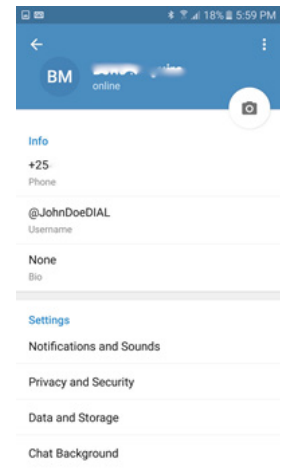 18% 5:59 PM
BM
online
Info
+25
Phone
@JohnDoeDIAL
Username
None
Bio
Settings
Notifications and Sounds
Privacy and Security
Data and Storage
Chat Background